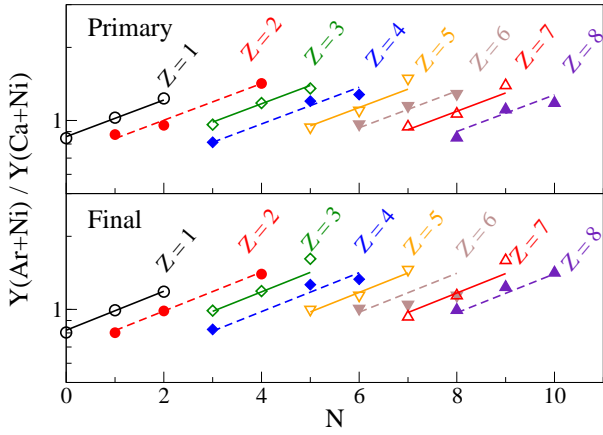 Primary
Z = 1
Z = 2
Z = 3
Z = 4
Z = 5
Z = 6
Z = 7
Z = 8
1
Y(Ar+Ni) / Y(Ca+Ni)
Final
Z = 1
Z = 2
Z = 3
Z = 4
Z = 5
Z = 6
Z = 7
Z = 8
1
0 2 4 6 8 10
N